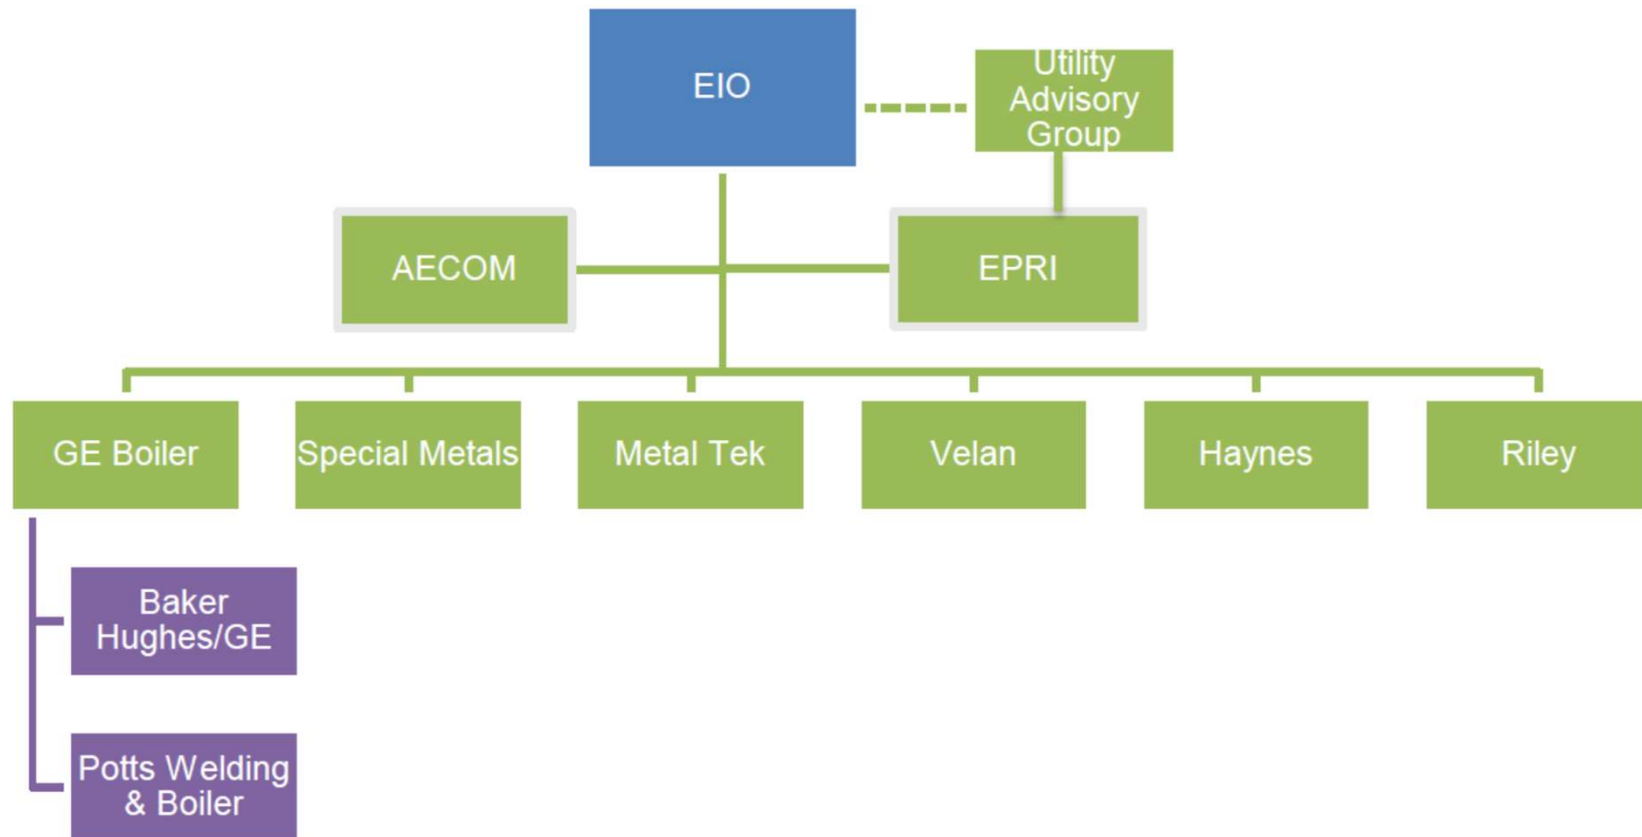 EIO
Utility
Advisory
Group
AECOM
EPRI
GE Boiler
Special Metals
Metal Tek
Velan
Haynes
Riley
Baker
Hughes/GE
Potts Welding
& Boiler